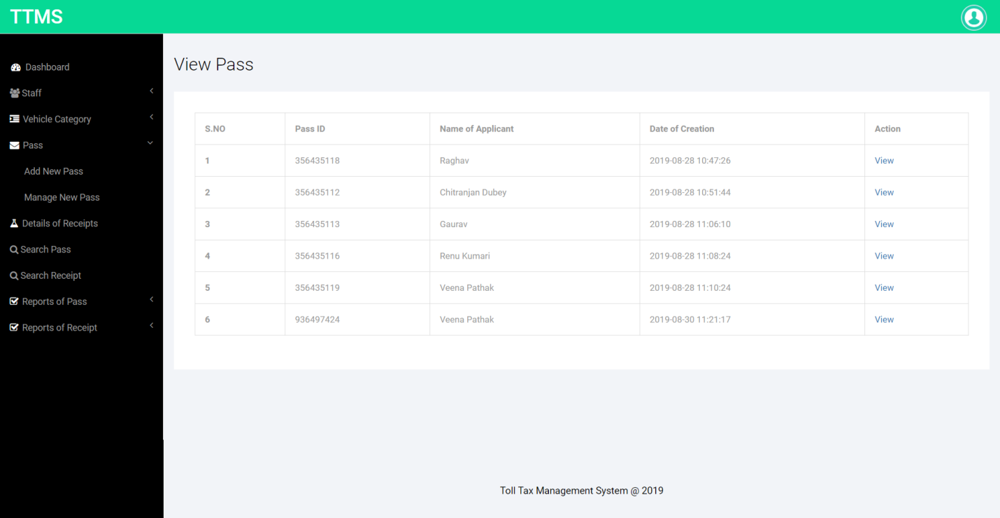 TTMS
Dashboard
Staff
Vehicle Category
Pass
Add New Pass
Manage New Pass
Details of Receipts
Search Pass
Search Receipt
Reports of Pass
Reports of Receipt
View Pass
S.NO Pass ID Name of Applicant Date of Creation Action
1 356435118 Raghav 2019-08-28 10:47:26 View
2 356435112 Chitranjan Dubey 2019-08-28 10:51:44 View
3 356435113 Gaurav 2019-08-28 11:06:10 View
4 356435116 Renu Kumari 2019-08-28 11:08:24 View
5 356435119 Veena Pathak 2019-08-28 11:10:24 View
6 936497424 Veena Pathak 2019-08-30 11:21:17 View
Toll Tax Management System @ 2019